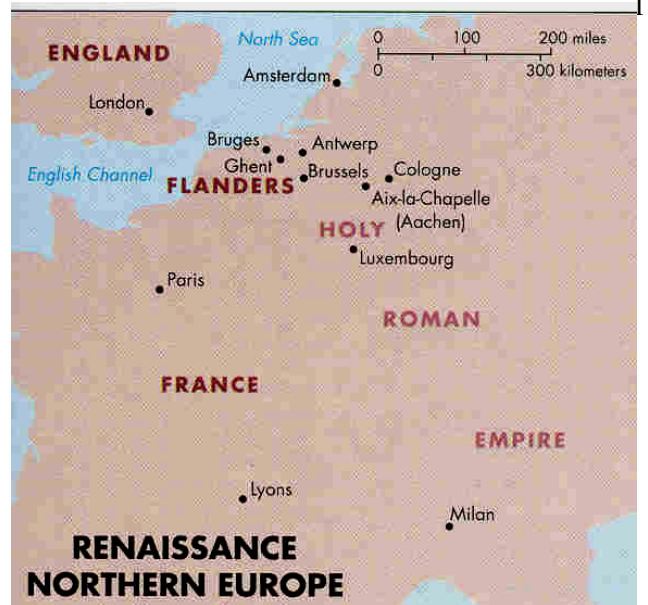 North Sea
0 100 200 miles
0 300 kilometers
ENGLAND
Amsterdam
London
Bruges
Antwerp
Ghent
Brussels
Cologne
English Channel
FLANDERS
Aix-la-Chapelle
(Aachen)
HOLY
Luxembourg
Paris
ROMAN
FRANCE
EMPIRE
Lyons
Milan
RENAISSANCE
NORTHERN EUROPE